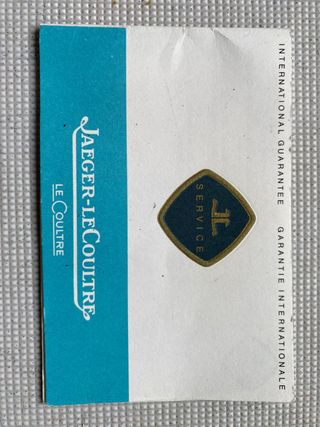 INTERNATIONAL GUARANTEE GARANTIE INTERNATIONALE
JL
SERVICE
JAEGER-LECOULTRE
LE COULTRE